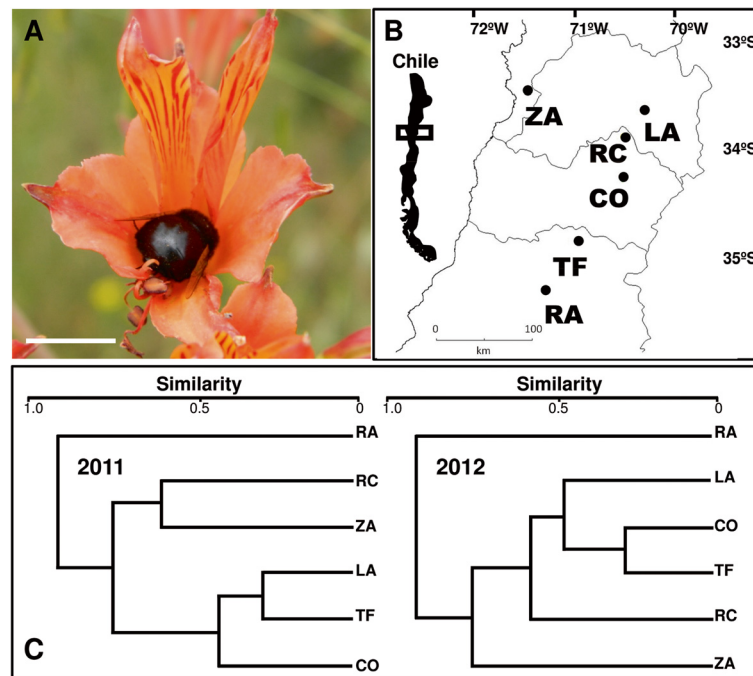 A
B
72ºW 71ºW 70ºW
33ºS
34ºS
35ºS
Chile
ZA
LA
RC
CO
TF
RA
0 100
km
C
Similarity
1.0 0.5 0
2011
RA
RC
ZA
LA
TF
CO
Similarity
1.0 0.5 0
2012
RA
LA
CO
TF
RC
ZA